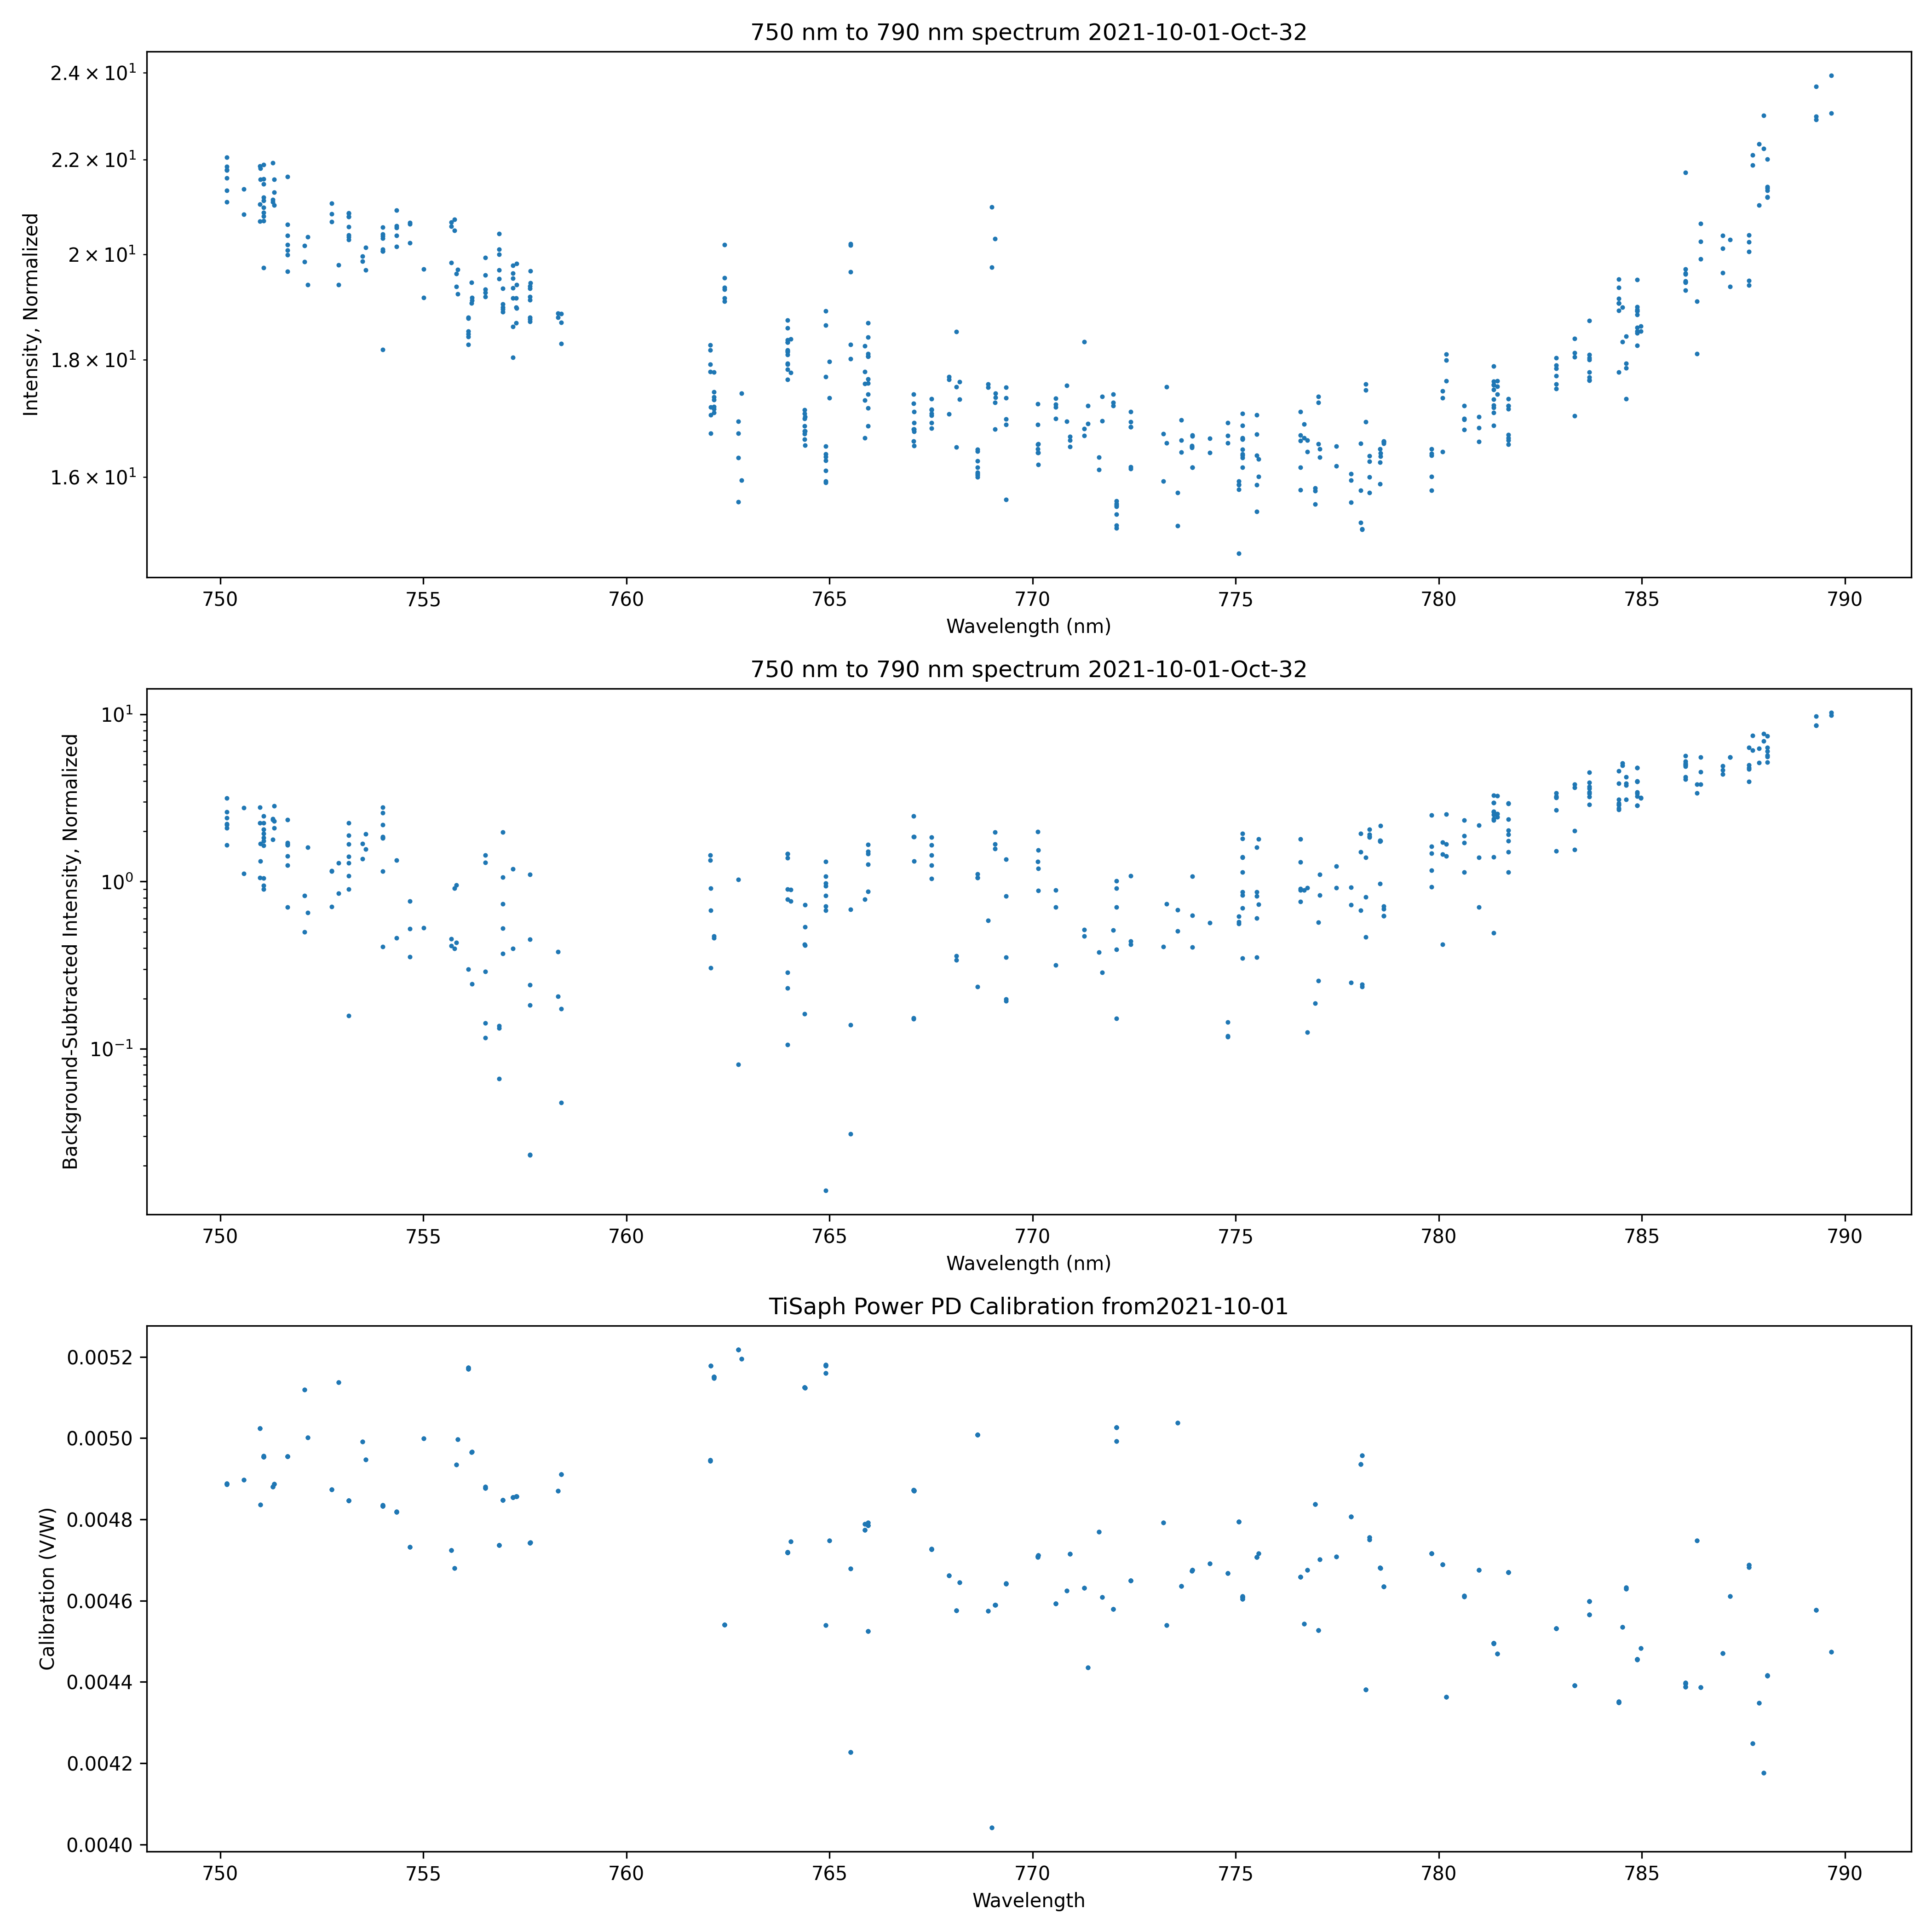 750 nm to 790 nm spectrum 2021-10-01-Oct-32
2.4 × 10¹
2.2 × 10¹
2 × 10¹
1.8 × 10¹
1.6 × 10¹
Intensity, Normalized
750 755 760 765 770 775 780 785 790
Wavelength (nm)
750 nm to 790 nm spectrum 2021-10-01-Oct-32
10¹
10⁰
10⁻¹
Background-Subtracted Intensity, Normalized
750 755 760 765 770 775 780 785 790
Wavelength (nm)
TiSaph Power PD Calibration from2021-10-01
0.0052
0.0050
0.0048
0.0046
0.0044
0.0042
0.0040
Calibration (V/W)
750 755 760 765 770 775 780 785 790
Wavelength